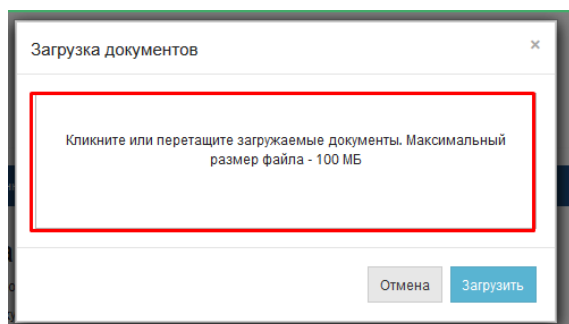 Загрузка документов
×
Кликните или перетащите загружаемые документы. Максимальный
размер файла - 100 МБ
Отмена
Загрузить